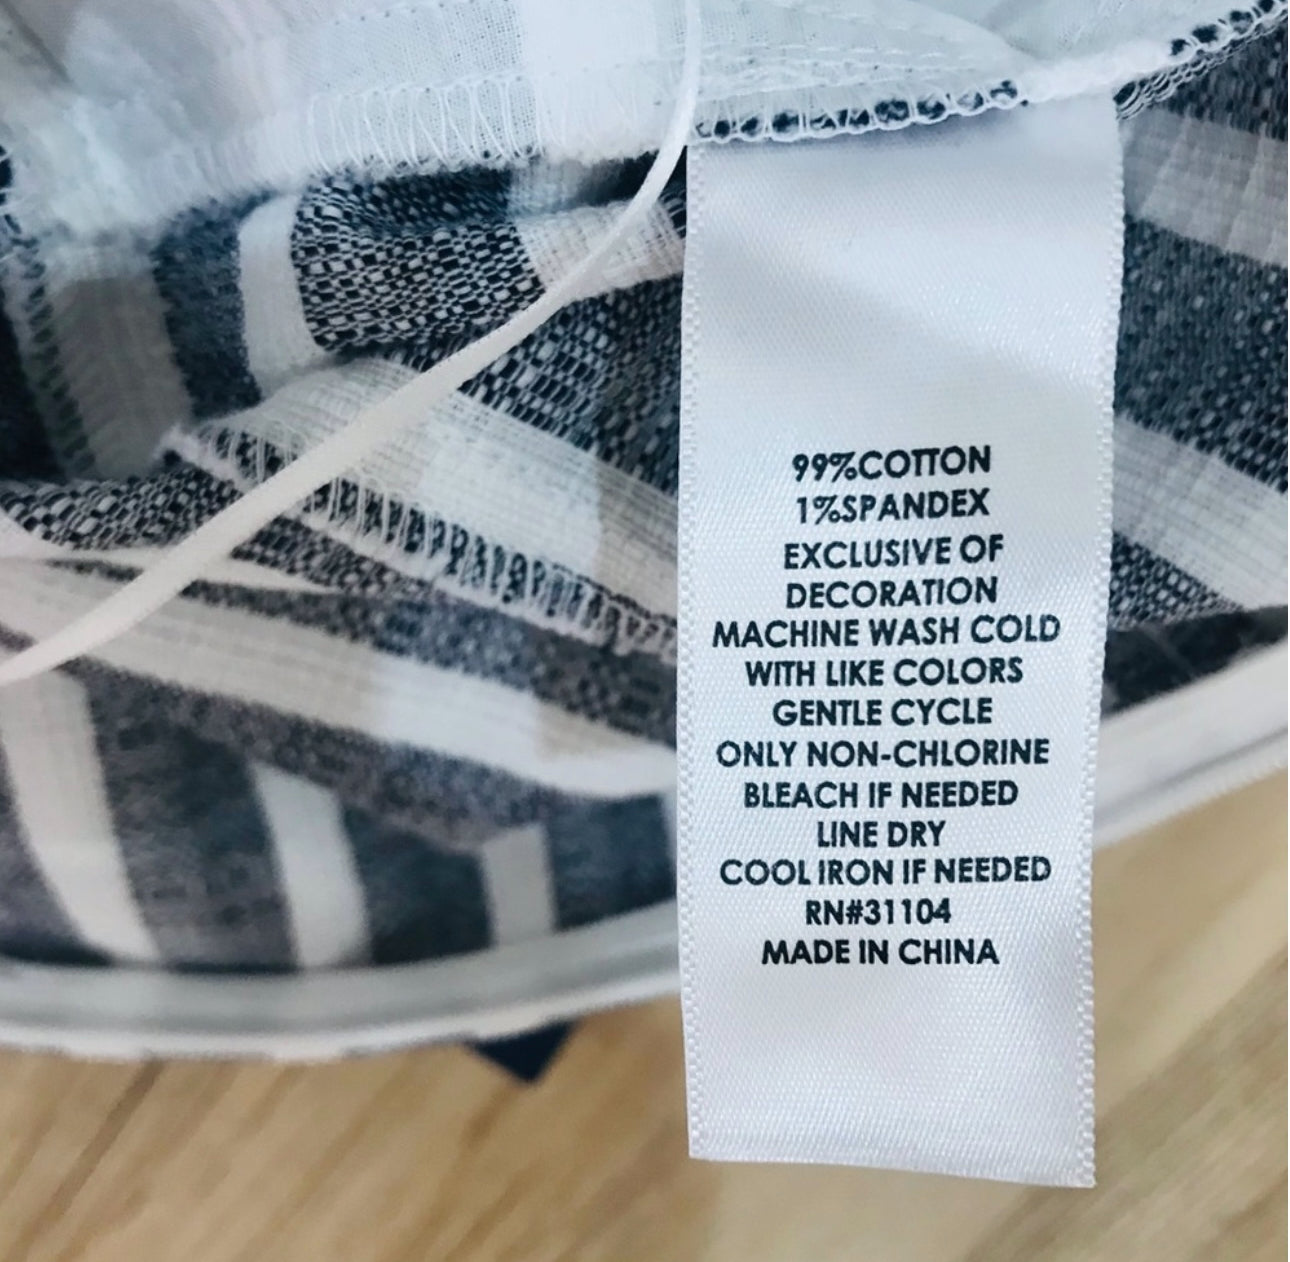 99%COTTON
1%SPANDEX
EXCLUSIVE OF
DECORATION
MACHINE WASH COLD
WITH LIKE COLORS
GENTLE CYCLE
ONLY NON-CHLORINE
BLEACH IF NEEDED
LINE DRY
COOL IRON IF NEEDED
RN#31104
MADE IN CHINA